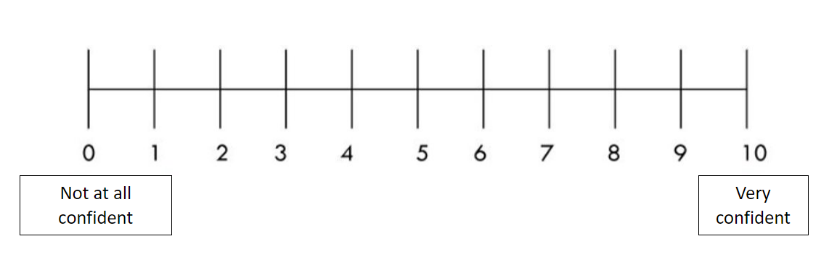 0 1 2 3 4 5 6 7 8 9 10
Not at all
confident
Very
confident